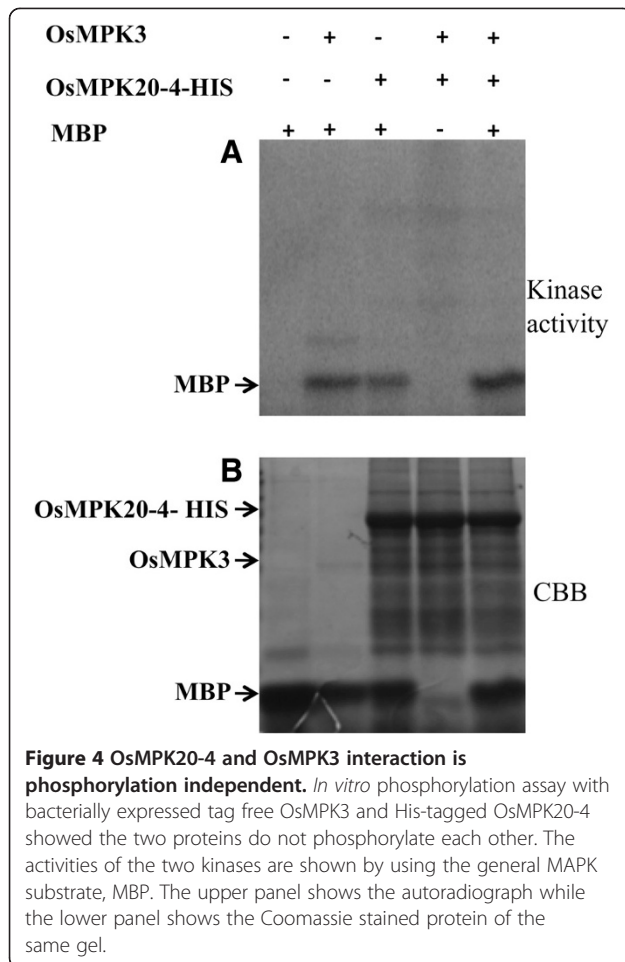 OsMPK3 - + - + +
OsMPK20-4-HIS - - + + +
MBP + + + - +
A
Kinase
activity
MBP→
B
OsMPK20-4- HIS→
OsMPK3→
CBB
MBP→
Figure 4 OsMPK20-4 and OsMPK3 interaction is
phosphorylation independent. In vitro phosphorylation assay with
bacterially expressed tag free OsMPK3 and His-tagged OsMPK20-4
showed the two proteins do not phosphorylate each other. The
activities of the two kinases are shown by using the general MAPK
substrate, MBP. The upper panel shows the autoradiograph while
the lower panel shows the Coomassie stained protein of the
same gel.